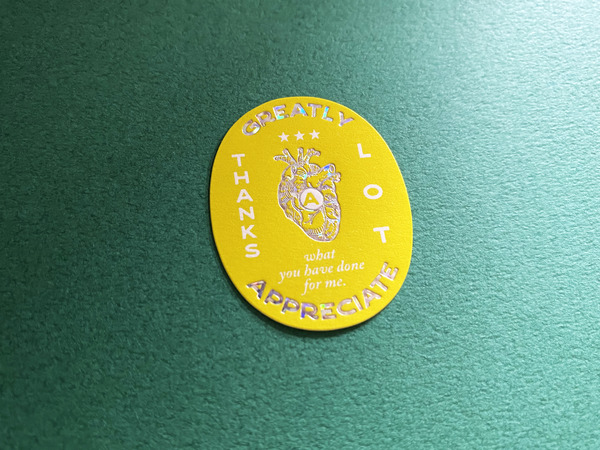 GREATLY
THANKS
LOT
A
what
you have done
for me.
APPRECIATE